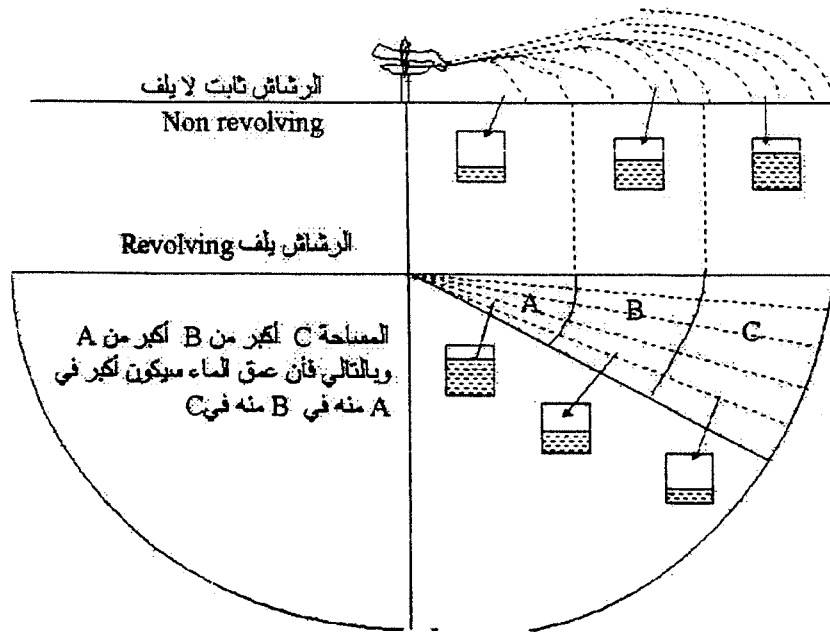 الرشاش ثابت لا يلف
Non revolving
الرشاش يلف Revolving
A
B
C
المساحة C أكبر من B أكبر من A
وبالتالي فأن عمق الماء سيكون أكبر في
A منه في B منه في C